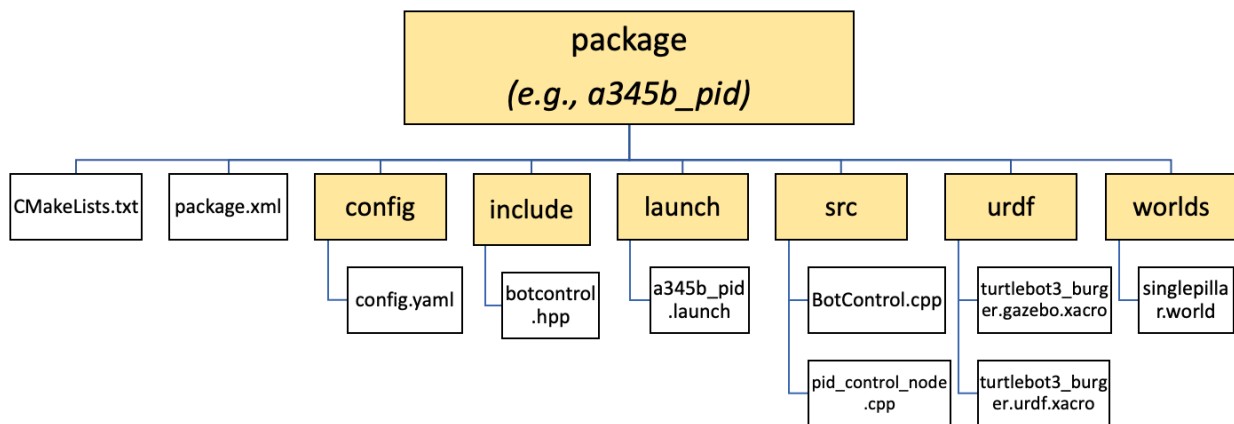 package
(e.g., a345b_pid)
CMakeLists.txt
package.xml
config
include
launch
src
urdf
worlds
config.yaml
botcontrol
.hpp
a345b_pid
.launch
BotControl.cpp
turtlebot3_burg
er.gazebo.xacro
singlepilla
r.world
pid_control_node
.cpp
turtlebot3_burg
er.urdf.xacro